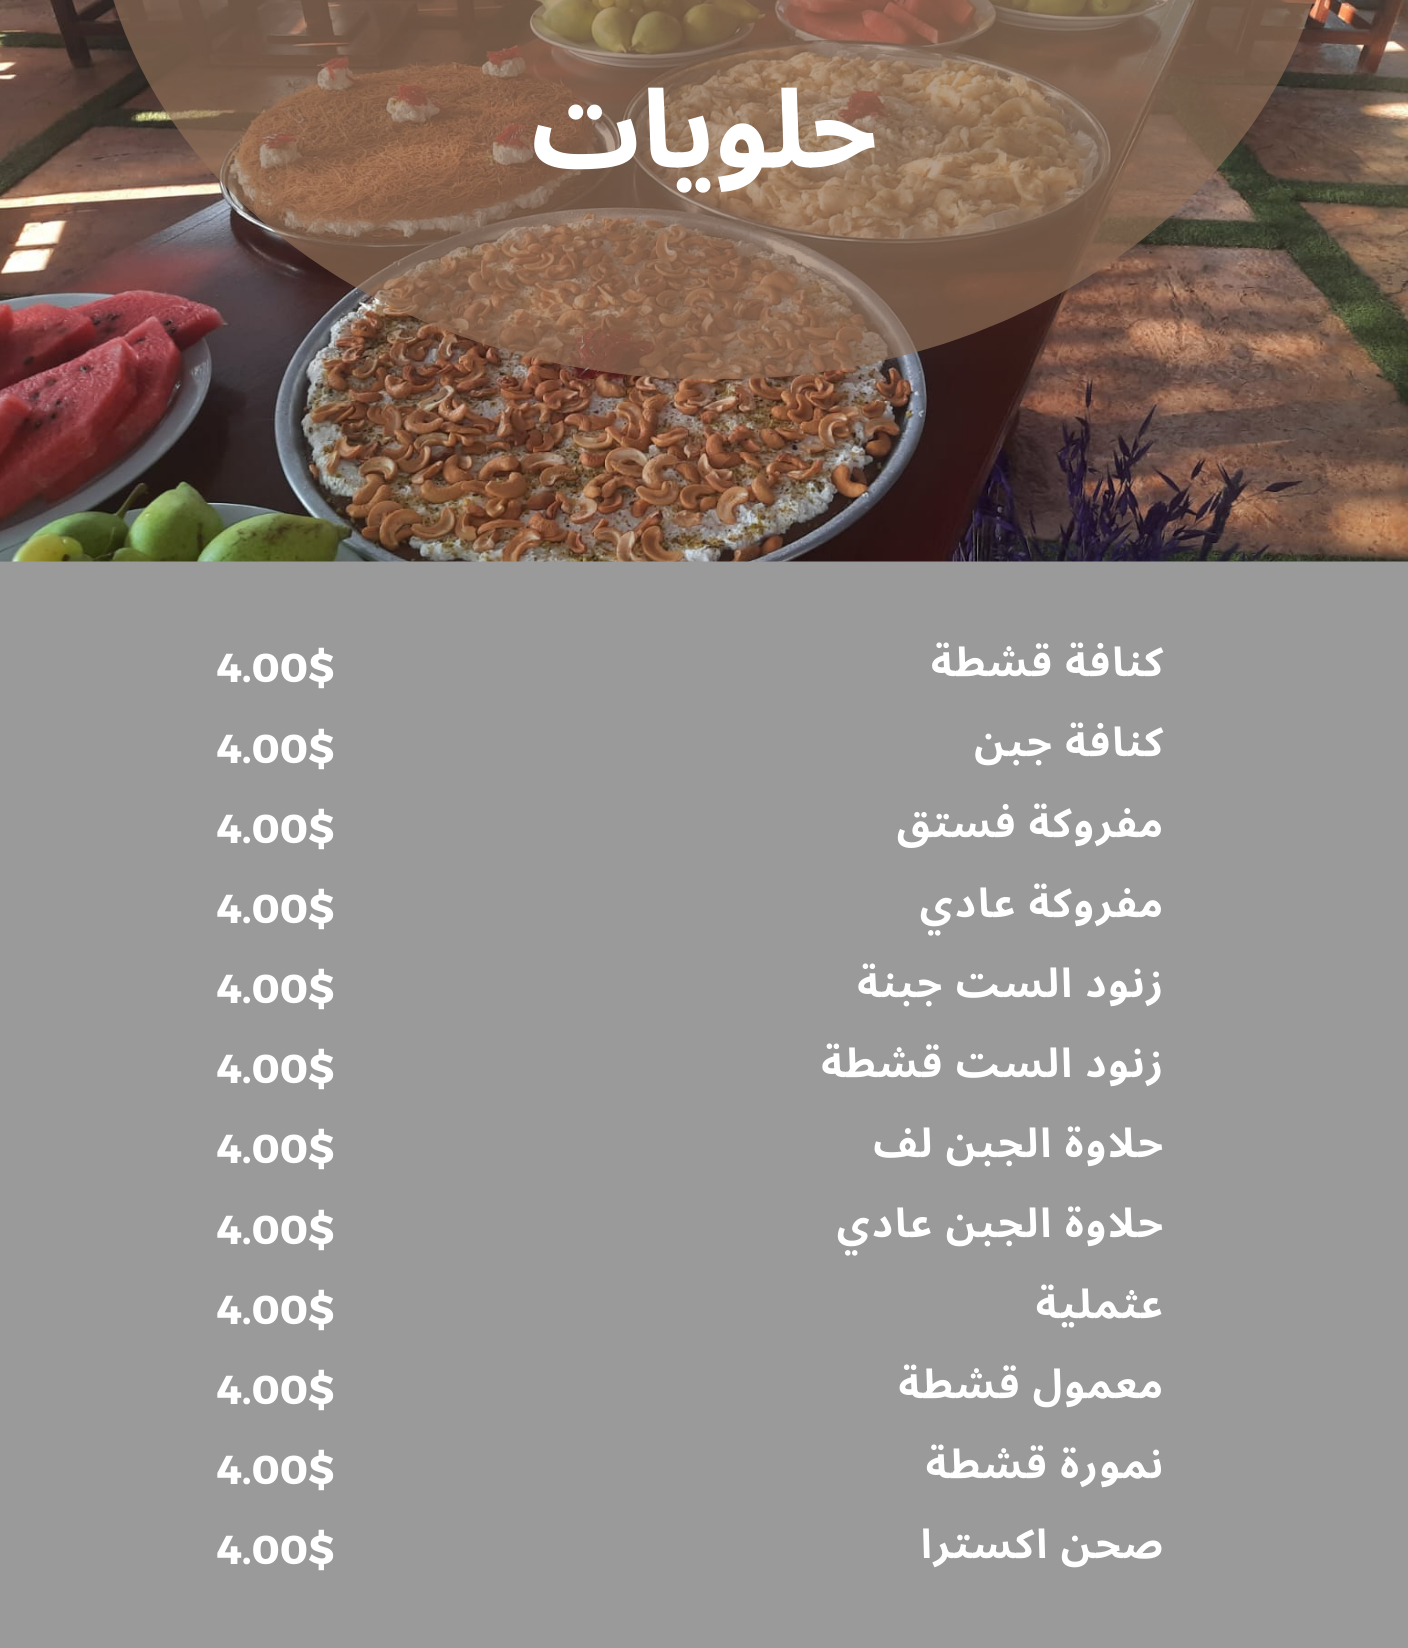 حلويات
كنافة قشطة 4.00$
كنافة جبن 4.00$
مفروكة فستق 4.00$
مفروكة عادي 4.00$
زنود الست جبنة 4.00$
زنود الست قشطة 4.00$
حلاوة الجبن لف 4.00$
حلاوة الجبن عادي 4.00$
عثملية 4.00$
معمول قشطة 4.00$
نمورة قشطة 4.00$
صحن اكسترا 4.00$